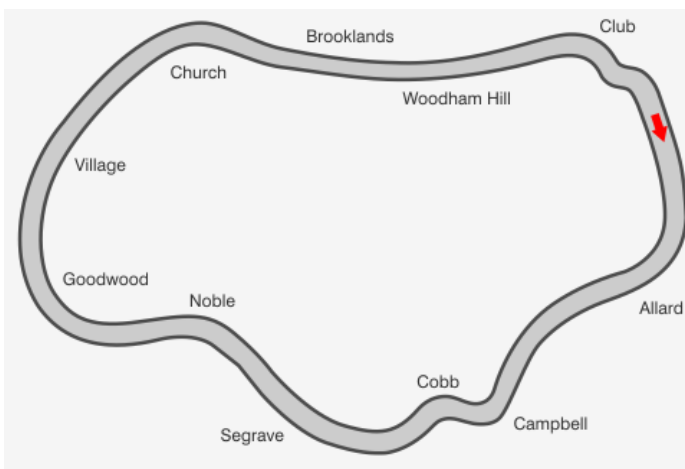 Club
Brooklands
Church
Woodham Hill
Village
Goodwood
Noble
Allard
Cobb
Campbell
Segrave